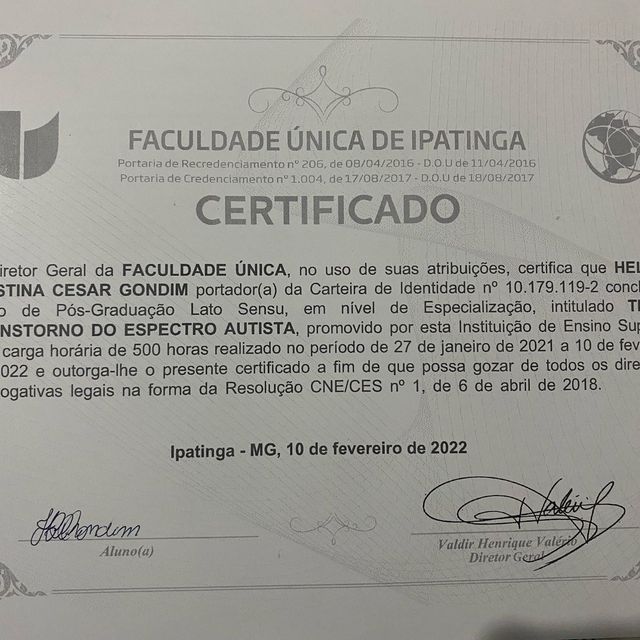 FACULDADE ÚNICA DE IPATINGA
Portaria de Recredenciamento nº 206, de 08/04/2016 - D.O.U de 11/04/2016
Portaria de Credenciamento nº 1.004, de 17/08/2017 - D.O.U de 18/08/2017
CERTIFICADO
iretor Geral da FACULDADE ÚNICA, no uso de suas atribuições, certifica que HEL
STINA CESAR GONDIM portador(a) da Carteira de Identidade nº 10.179.119-2 concl
o de Pós-Graduação Lato Sensu, em nível de Especialização, intitulado T
NSTORNO DO ESPECTRO AUTISTA, promovido por esta Instituição de Ensino Sup
carga horária de 500 horas realizado no período de 27 de janeiro de 2021 a 10 de feve
2022 e outorga-lhe o presente certificado a fim de que possa gozar de todos os dire
ogativas legais na forma da Resolução CNE/CES nº 1, de 6 de abril de 2018.
Ipatinga - MG, 10 de fevereiro de 2022
Aluno(a)
Valdir Henrique Valério
Diretor Geral